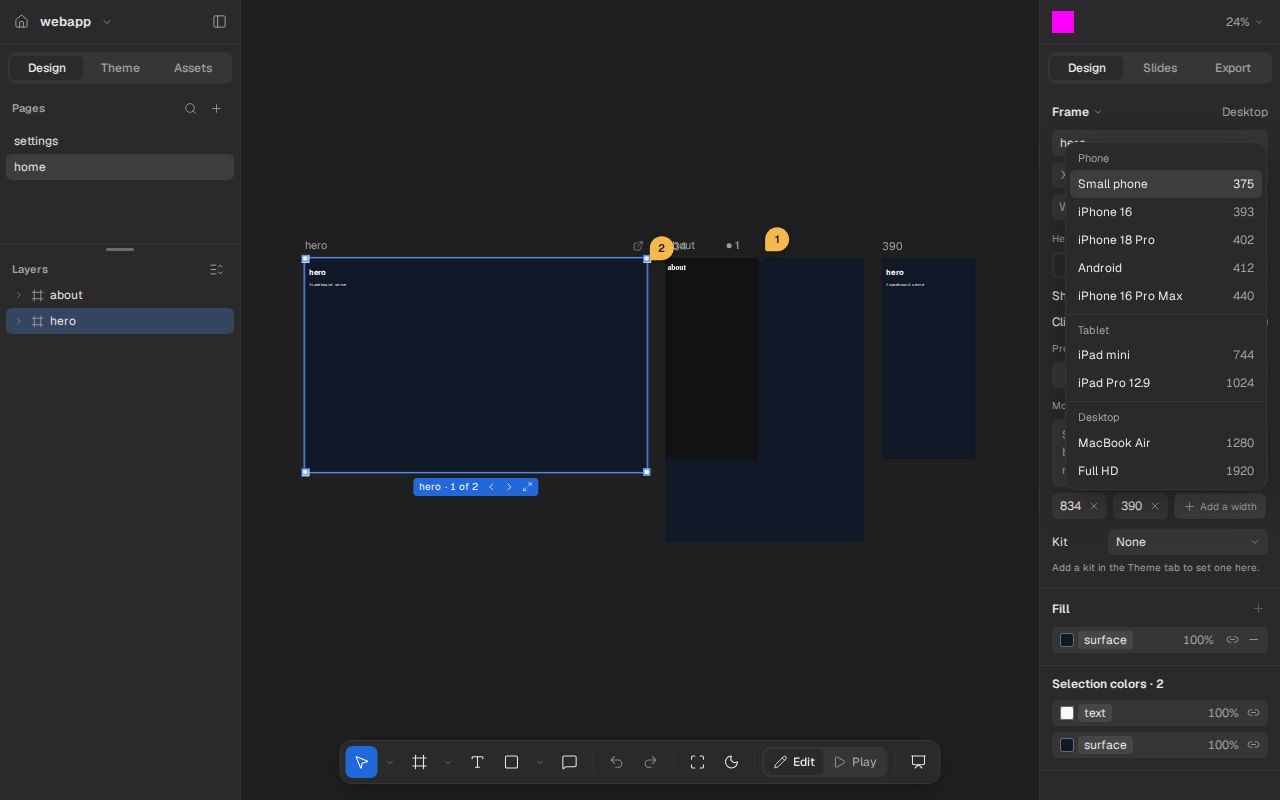 webapp
24%
Design
Theme
Assets
Design
Slides
Export
Pages
Frame
Desktop
settings
home
Phone
Small phone 375
iPhone 16 393
iPhone 18 Pro 402
Android 412
iPhone 16 Pro Max 440
Tablet
iPad mini 744
iPad Pro 12.9 1024
Desktop
MacBook Air 1280
Full HD 1920
Layers
about
hero
hero
2
1
1
390
hero
about
hero
hero · 1 of 2
834
390
Add a width
Kit
None
Add a kit in the Theme tab to set one here.
Fill
surface 100%
Selection colors · 2
text 100%
surface 100%
Edit
Play